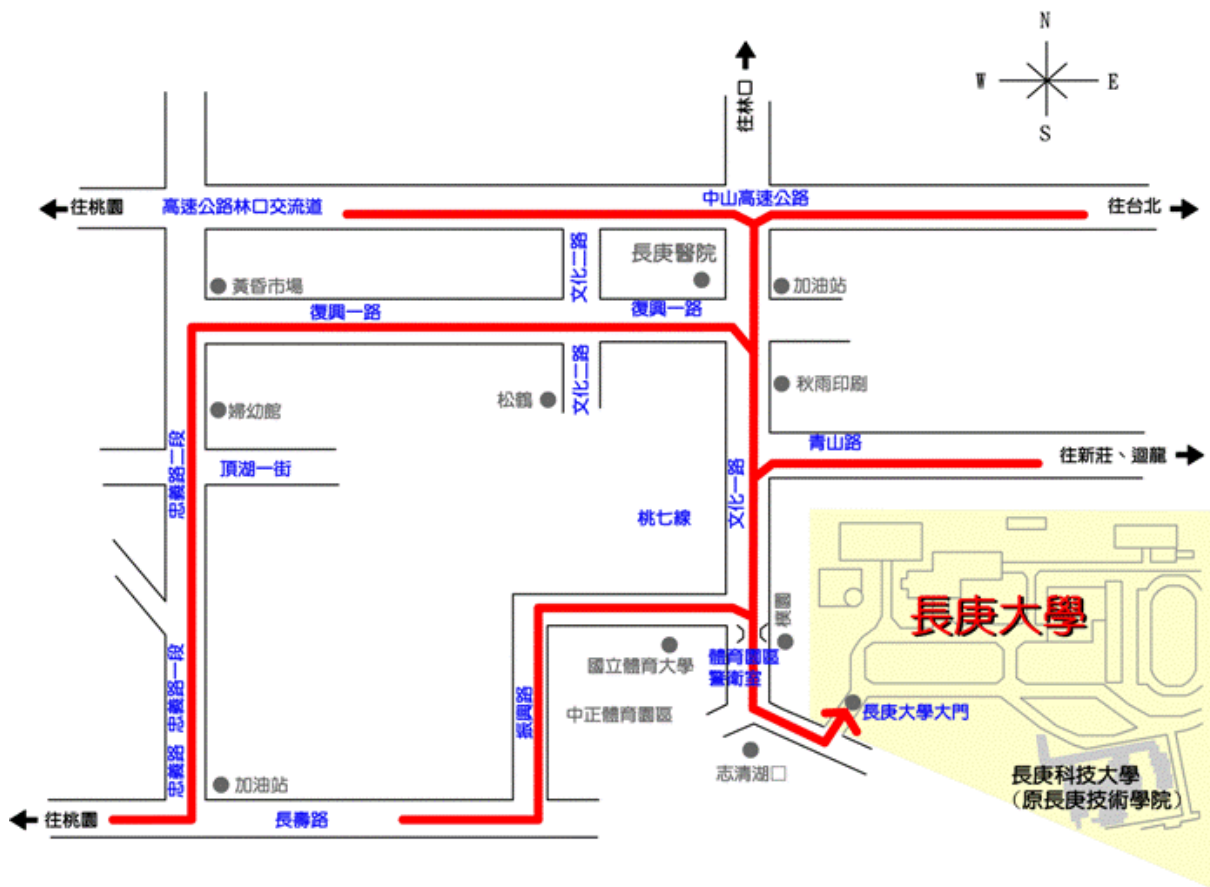 N
W
E
S
往林口
往桃園
高速公路林口交流道
中山高速公路
往台北
黃昏市場
文化二路
長庚醫院
加油站
復興一路
復興一路
婦幼館
松鶴
文化二路
秋雨印刷
青山路
往新莊、迴龍
忠義路二段
頂湖一街
桃七線
文化一路
長庚大學
樸園
國立體育大學
體育園區
警衛室
忠義路一段
忠義路一段
振興路
中正體育園區
長庚大學大門
志清湖口
忠義路
加油站
長庚科技大學
(原長庚技術學院)
往桃園
長壽路